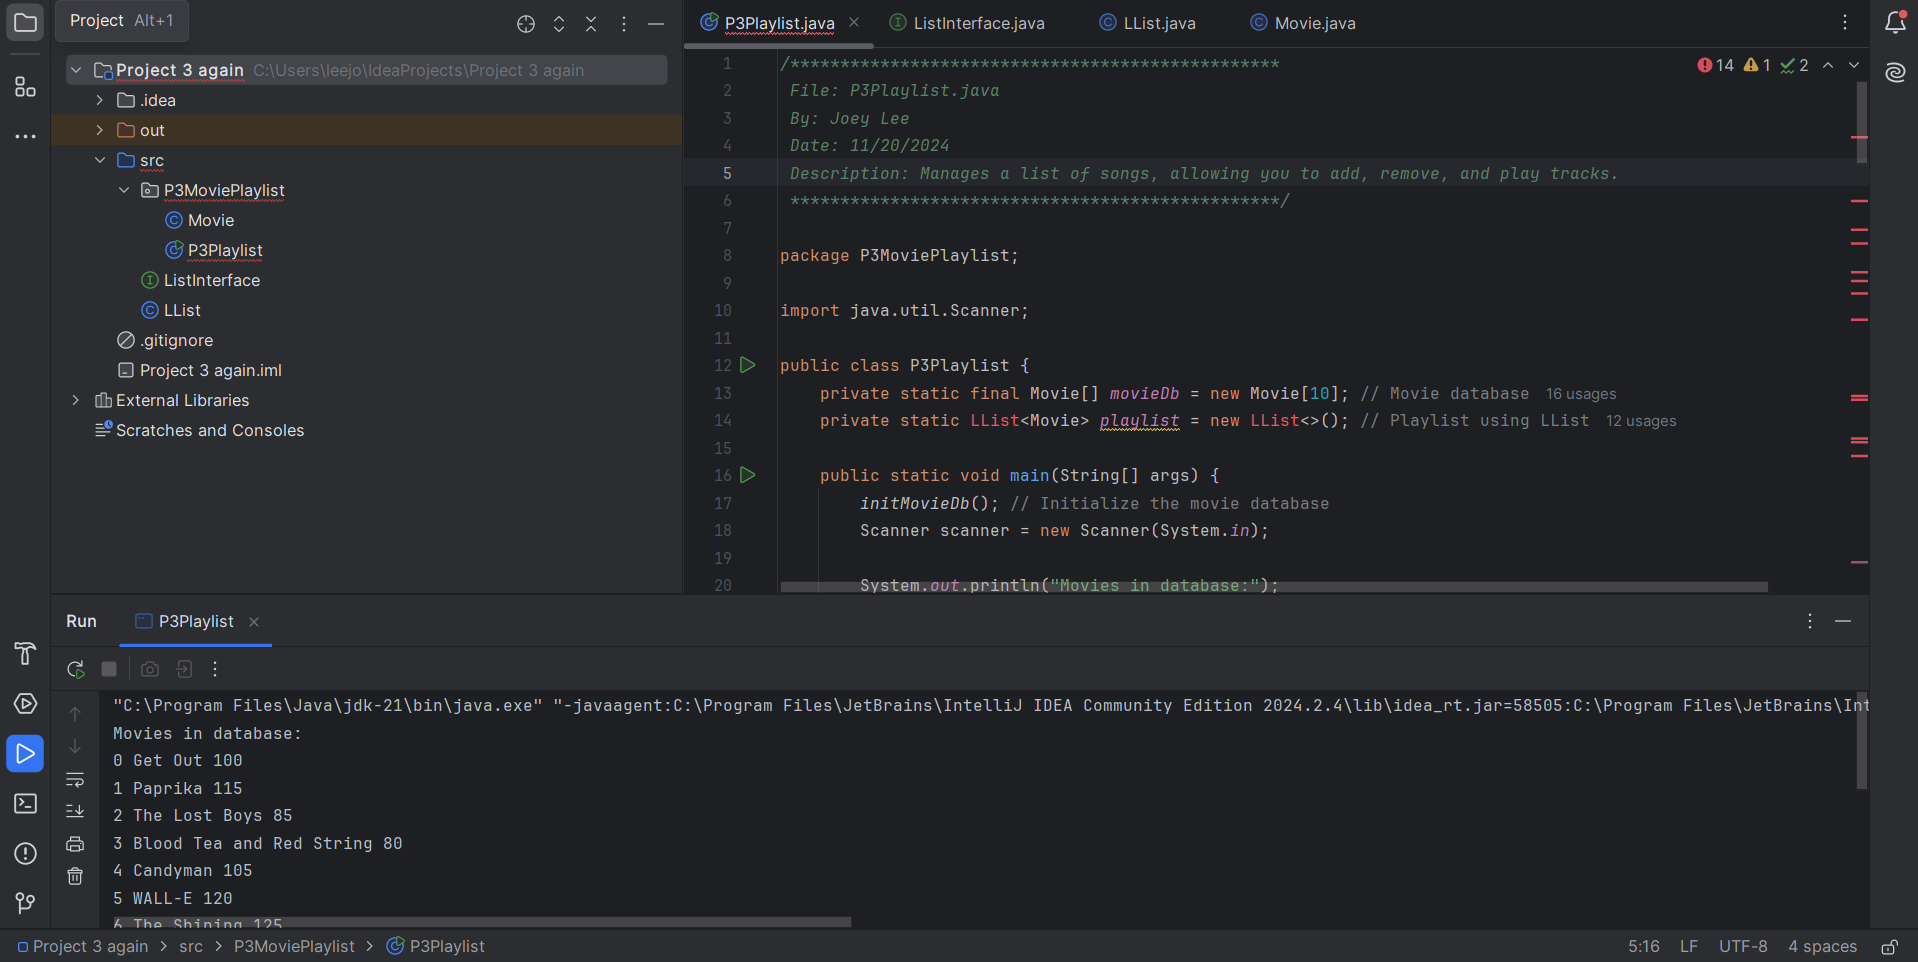 Project Alt+1
Project 3 again C:\Users\leejo\IdeaProjects\Project 3 again
.idea
out
src
P3MoviePlaylist
Movie
P3Playlist
ListInterface
LList
.gitignore
Project 3 again.iml
External Libraries
Scratches and Consoles
P3Playlist.java ListInterface.java LList.java Movie.java
14 1 2
1 /*************************************************
2 File: P3Playlist.java
3 By: Joey Lee
4 Date: 11/20/2024
5 Description: Manages a list of songs, allowing you to add, remove, and play tracks.
6 *************************************************/
7
8 package P3MoviePlaylist;
9
10 import java.util.Scanner;
11
12 public class P3Playlist {
13 private static final Movie[] movieDb = new Movie[10]; // Movie database 16 usages
14 private static LList<Movie> playlist = new LList<>(); // Playlist using LList 12 usages
15
16 public static void main(String[] args) {
17 initMovieDb(); // Initialize the movie database
18 Scanner scanner = new Scanner(System.in);
19
20 System.out.println("Movies in database:");
Run P3Playlist
"C:\Program Files\Java\jdk-21\bin\java.exe" "-javaagent:C:\Program Files\JetBrains\IntelliJ IDEA Community Edition 2024.2.4\lib\idea_rt.jar=58505:C:\Program Files\JetBrains\Int
Movies in database:
0 Get Out 100
1 Paprika 115
2 The Lost Boys 85
3 Blood Tea and Red String 80
4 Candyman 105
5 WALL-E 120
6 The Shining 125
Project 3 again > src > P3MoviePlaylist > P3Playlist
5:16 LF UTF-8 4 spaces